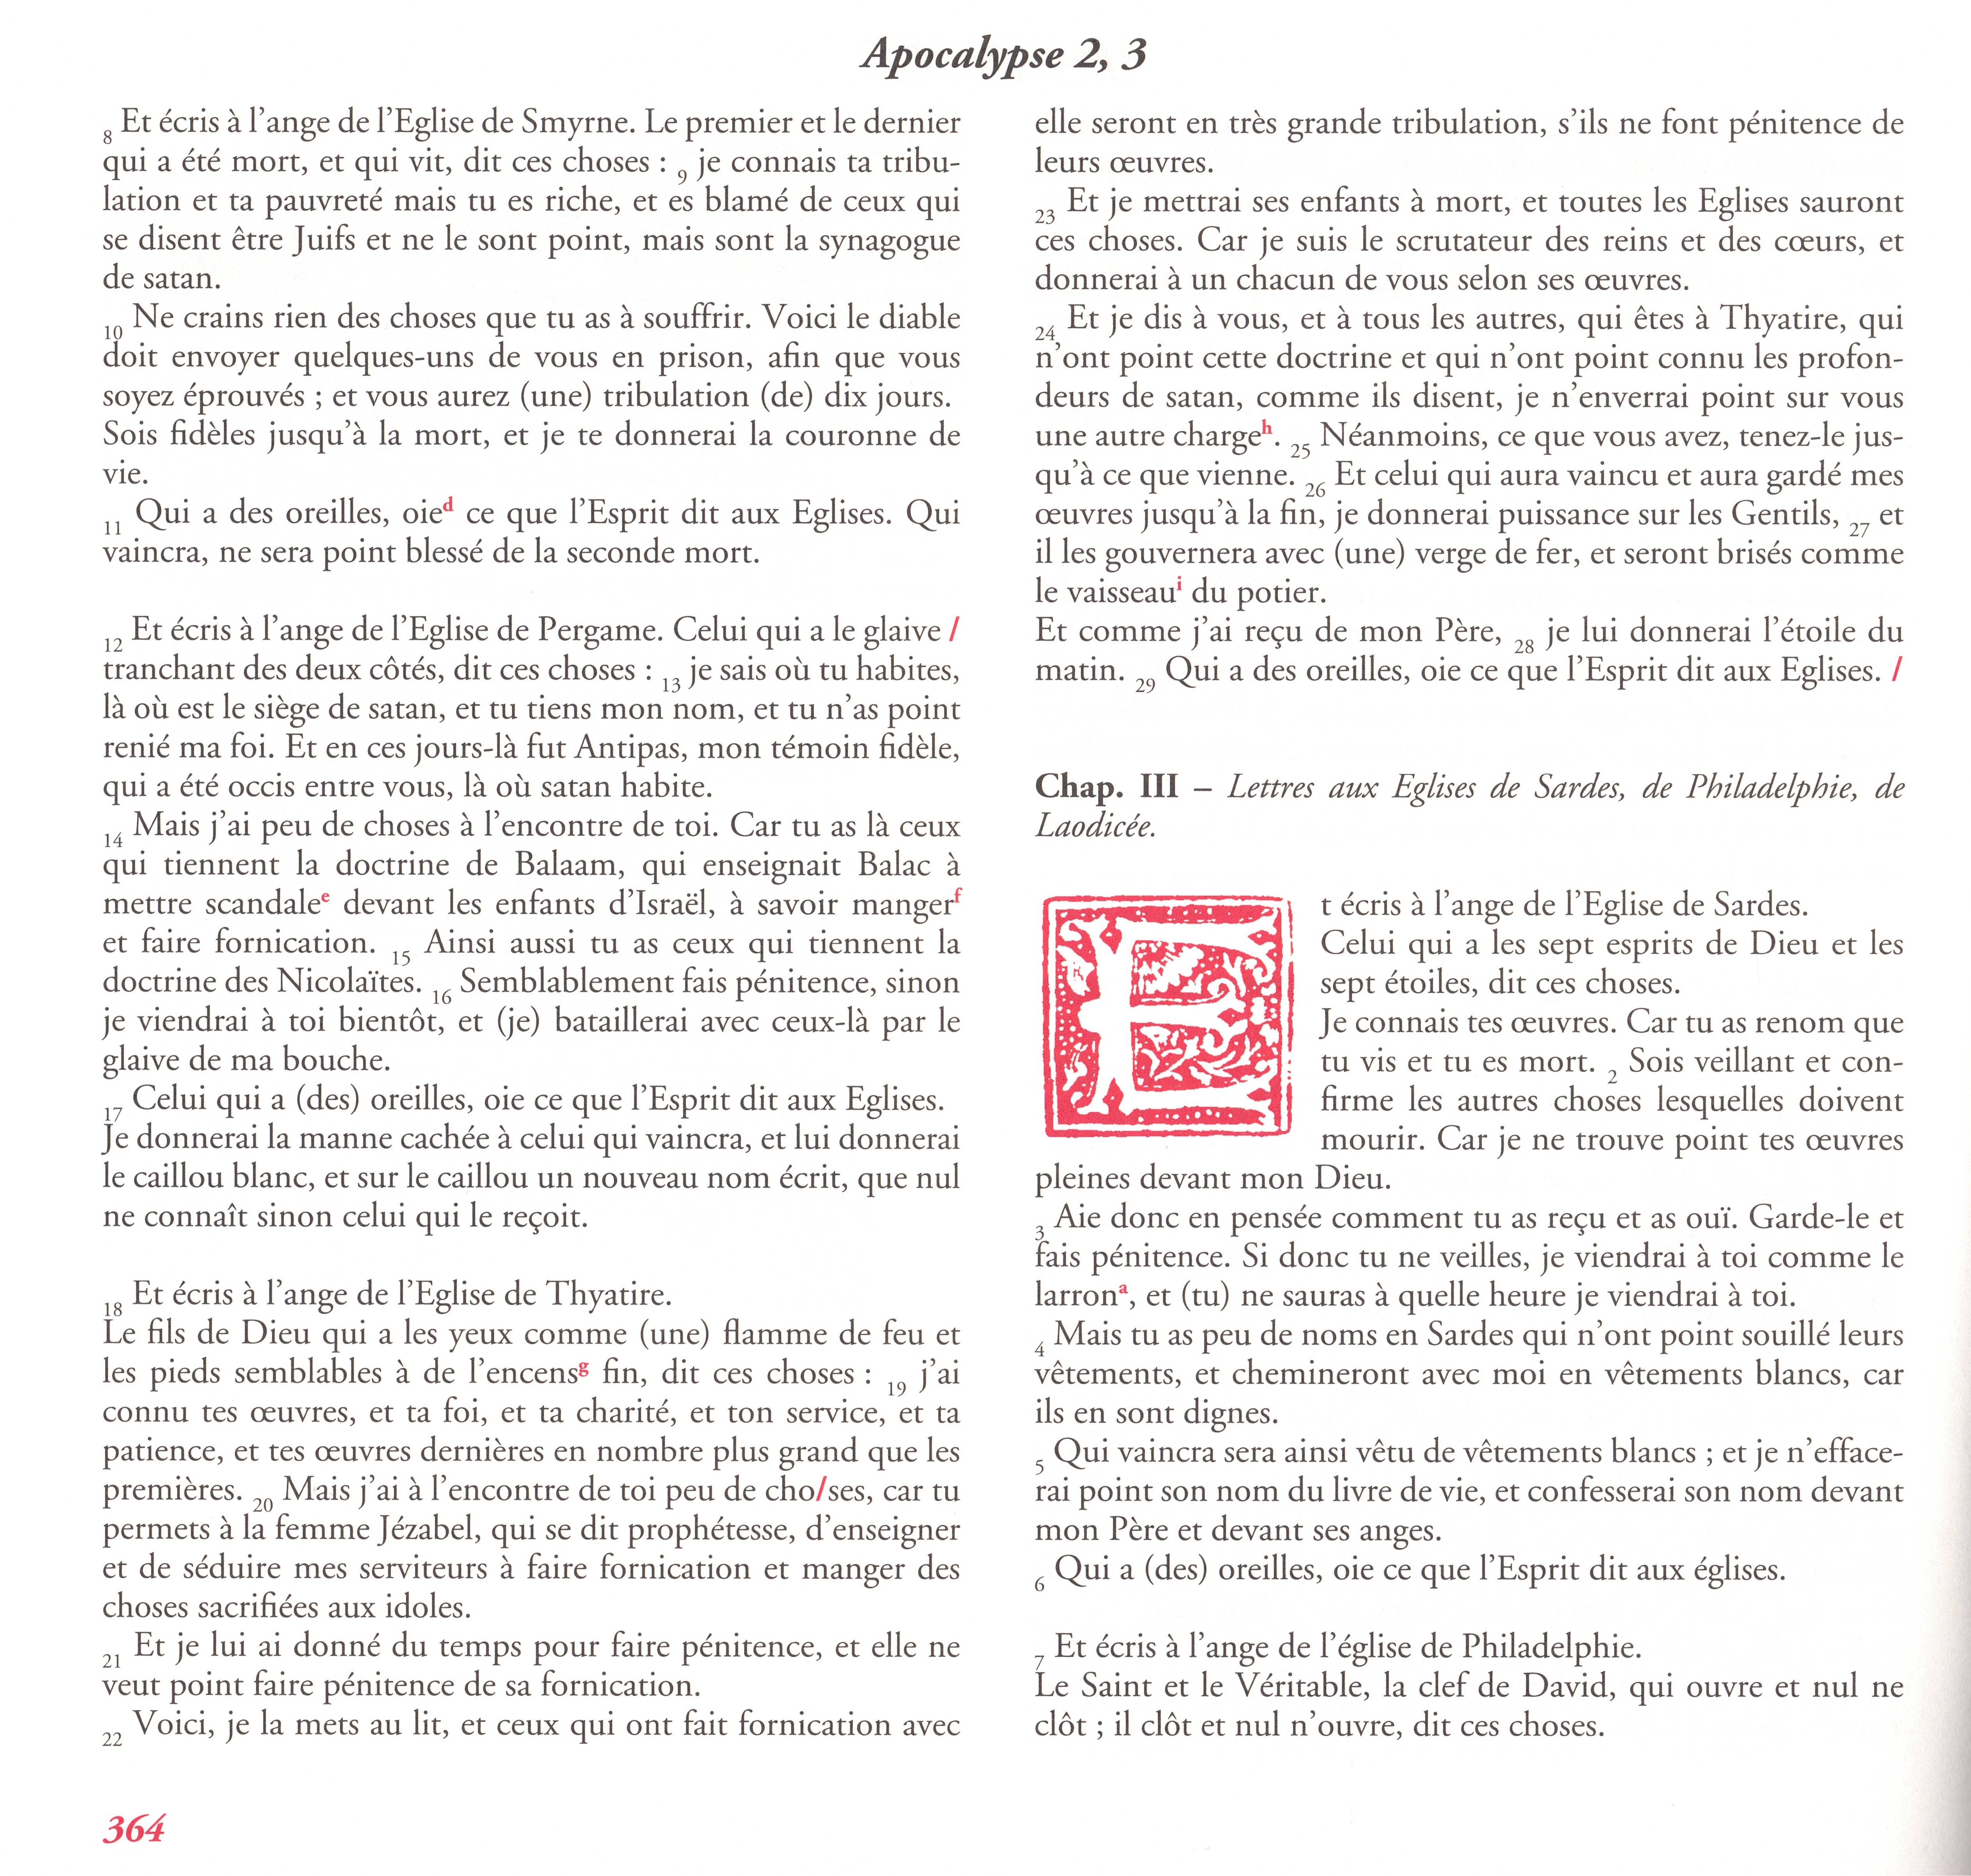 Apocalypse 2, 3
8 Et écris à l'ange de l'Eglise de Smyrne. Le premier et le dernier
qui a été mort, et qui vit, dit ces choses : 9 je connais ta tribu-
lation et ta pauvreté mais tu es riche, et es blamé de ceux qui
se disent être Juifs et ne le sont point, mais sont la synagogue
de satan.
10 Ne crains rien des choses que tu as à souffrir. Voici le diable
doit envoyer quelques-uns de vous en prison, afin que vous
soyez éprouvés ; et vous aurez (une) tribulation (de) dix jours.
Sois fidèles jusqu'à la mort, et je te donnerai la couronne de
vie.
11 Qui a des oreilles, oied ce que l'Esprit dit aux Eglises. Qui
vaincra, ne sera point blessé de la seconde mort.
12 Et écris à l'ange de l'Eglise de Pergame. Celui qui a le glaive /
tranchant des deux côtés, dit ces choses : 13 je sais où tu habites,
là où est le siège de satan, et tu tiens mon nom, et tu n'as point
renié ma foi. Et en ces jours-là fut Antipas, mon témoin fidèle,
qui a été occis entre vous, là où satan habite.
14 Mais j'ai peu de choses à l'encontre de toi. Car tu as là ceux
qui tiennent la doctrine de Balaam, qui enseignait Balac à
mettre scandalee devant les enfants d'Israël, à savoir mangerf
et faire fornication. 15 Ainsi aussi tu as ceux qui tiennent la
doctrine des Nicolaïtes. 16 Semblablement fais pénitence, sinon
je viendrai à toi bientôt, et (je) bataillerai avec ceux-là par le
glaive de ma bouche.
17 Celui qui a (des) oreilles, oie ce que l'Esprit dit aux Eglises.
Je donnerai la manne cachée à celui qui vaincra, et lui donnerai
le caillou blanc, et sur le caillou un nouveau nom écrit, que nul
ne connaît sinon celui qui le reçoit.
18 Et écris à l'ange de l'Eglise de Thyatire.
Le fils de Dieu qui a les yeux comme (une) flamme de feu et
les pieds semblables à de l'encensg fin, dit ces choses : 19 j'ai
connu tes œuvres, et ta foi, et ta charité, et ton service, et ta
patience, et tes œuvres dernières en nombre plus grand que les
premières. 20 Mais j'ai à l'encontre de toi peu de cho/ses, car tu
permets à la femme Jézabel, qui se dit prophétesse, d'enseigner
et de séduire mes serviteurs à faire fornication et manger des
choses sacrifiées aux idoles.
21 Et je lui ai donné du temps pour faire pénitence, et elle ne
veut point faire pénitence de sa fornication.
22 Voici, je la mets au lit, et ceux qui ont fait fornication avec
elle seront en très grande tribulation, s'ils ne font pénitence de
leurs œuvres.
23 Et je mettrai ses enfants à mort, et toutes les Eglises sauront
ces choses. Car je suis le scrutateur des reins et des cœurs, et
donnerai à un chacun de vous selon ses œuvres.
24 Et je dis à vous, et à tous les autres, qui êtes à Thyatire, qui
n'ont point cette doctrine et qui n'ont point connu les profon-
deurs de satan, comme ils disent, je n'enverrai point sur vous
une autre chargeh. 25 Néanmoins, ce que vous avez, tenez-le jus-
qu'à ce que vienne. 26 Et celui qui aura vaincu et aura gardé mes
œuvres jusqu'à la fin, je donnerai puissance sur les Gentils, 27 et
il les gouvernera avec (une) verge de fer, et seront brisés comme
le vaisseaui du potier.
Et comme j'ai reçu de mon Père, 28 je lui donnerai l'étoile du
matin. 29 Qui a des oreilles, oie ce que l'Esprit dit aux Eglises. /
Chap. III – Lettres aux Eglises de Sardes, de Philadelphie, de
Laodicée.
Et écris à l'ange de l'Eglise de Sardes.
Celui qui a les sept esprits de Dieu et les
sept étoiles, dit ces choses.
Je connais tes œuvres. Car tu as renom que
tu vis et tu es mort. 2 Sois veillant et con-
firme les autres choses lesquelles doivent
mourir. Car je ne trouve point tes œuvres
pleines devant mon Dieu.
3 Aie donc en pensée comment tu as reçu et as ouï. Garde-le et
fais pénitence. Si donc tu ne veilles, je viendrai à toi comme le
larrona, et (tu) ne sauras à quelle heure je viendrai à toi.
4 Mais tu as peu de noms en Sardes qui n'ont point souillé leurs
vêtements, et chemineront avec moi en vêtements blancs, car
ils en sont dignes.
5 Qui vaincra sera ainsi vêtu de vêtements blancs ; et je n'efface-
rai point son nom du livre de vie, et confesserai son nom devant
mon Père et devant ses anges.
6 Qui a (des) oreilles, oie ce que l'Esprit dit aux églises.
7 Et écris à l'ange de l'église de Philadelphie.
Le Saint et le Véritable, la clef de David, qui ouvre et nul ne
clôt ; il clôt et nul n'ouvre, dit ces choses.
364